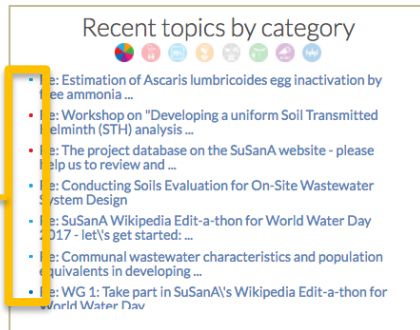 Recent topics by category
Re: Estimation of Ascaris lumbricoides egg inactivation by
free ammonia ...
Re: Workshop on "Developing a uniform Soil Transmitted
Helminth (STH) analysis ...
Re: The project database on the SuSanA website - please
help us to review and ...
Re: Conducting Soils Evaluation for On-Site Wastewater
System Design
Re: SuSanA Wikipedia Edit-a-thon for World Water Day
2017 - let\'s get started: ...
Re: Communal wastewater characteristics and population
equivalents in developing ...
Re: WG 1: Take part in SuSanA\'s Wikipedia Edit-a-thon for
World Water Day